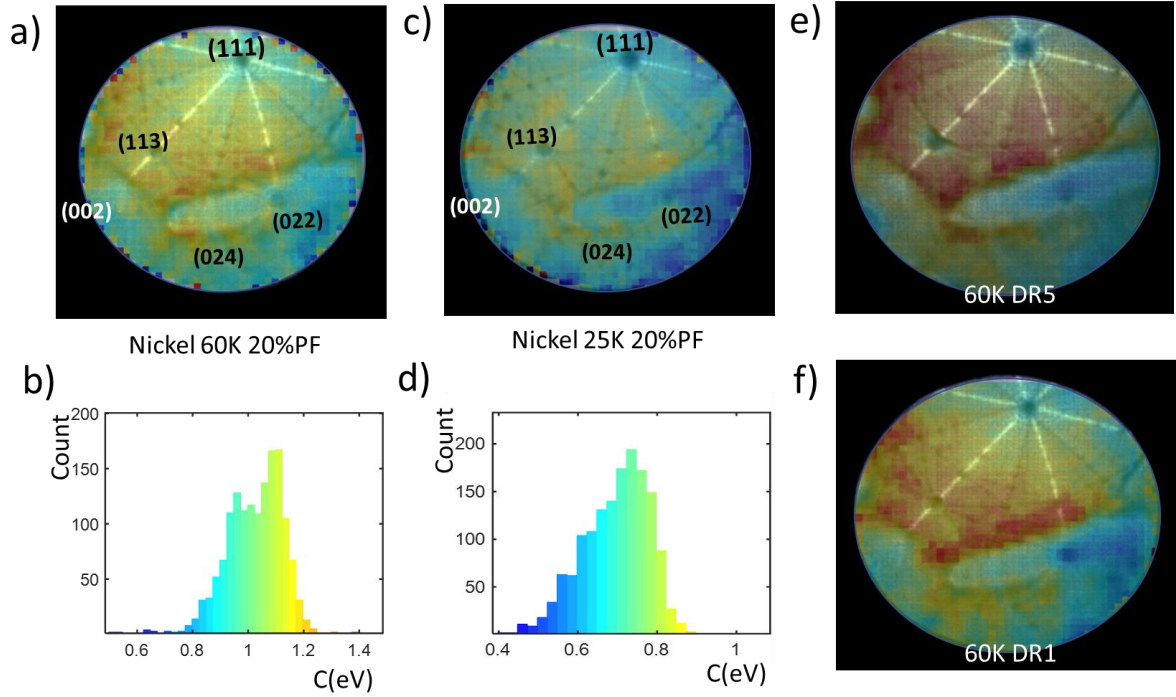 a)
(111)
(113)
(002)
(022)
(024)
Nickel 60K 20%PF
c)
(111)
(113)
(002)
(022)
(024)
Nickel 25K 20%PF
e)
60K DR5
b)
Count
200
150
100
50
0.6 0.8 1 1.2 1.4
C(eV)
d)
Count
200
150
100
50
0.4 0.6 0.8 1
C(eV)
f)
60K DR1